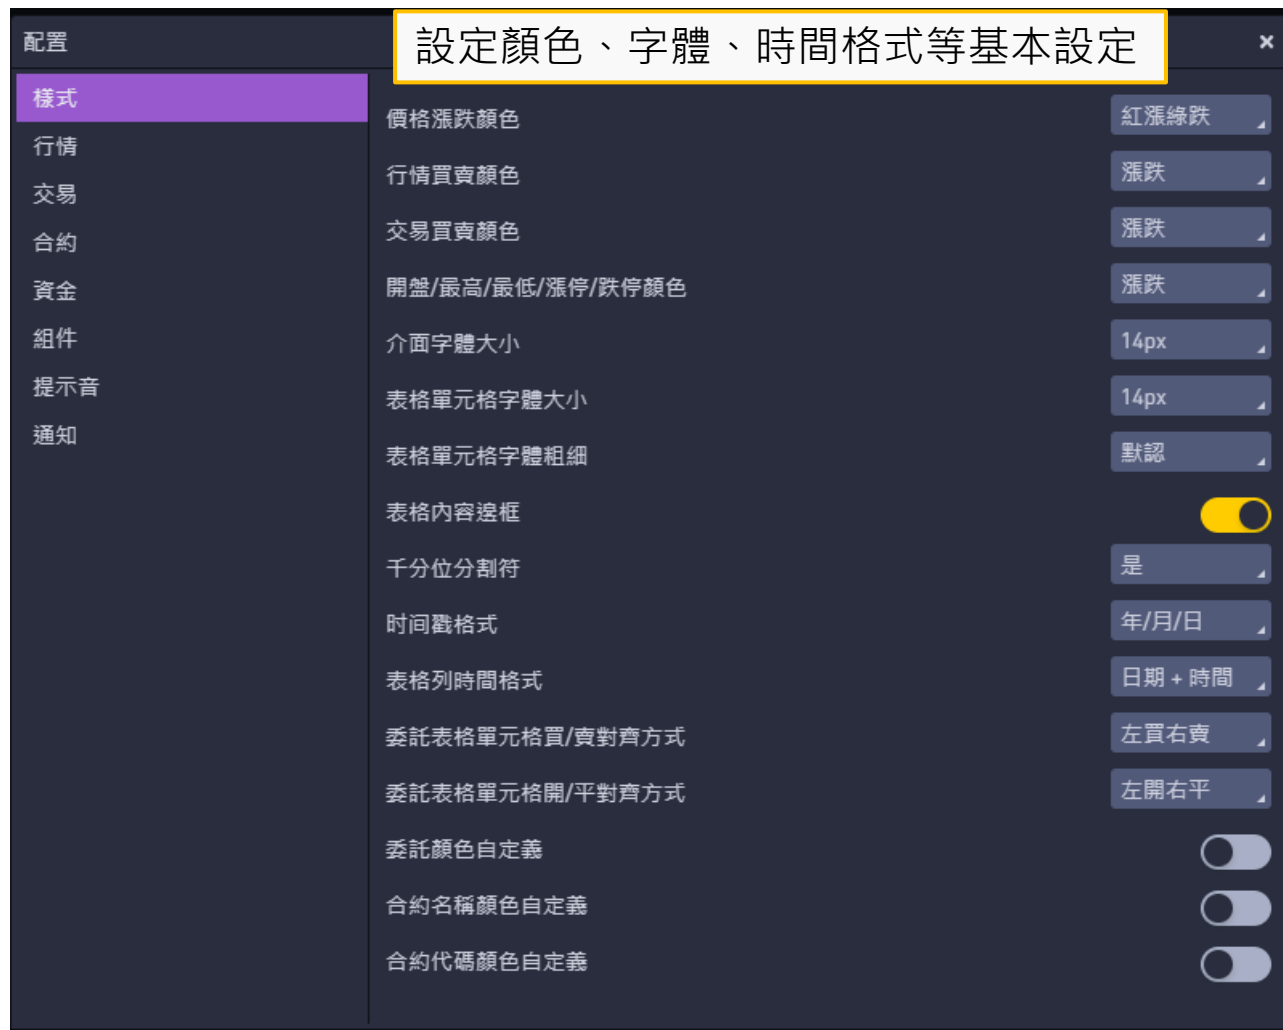 配置
設定顏色、字體、時間格式等基本設定
×
樣式
行情
交易
合約
資金
組件
提示音
通知
價格漲跌顏色 紅漲綠跌
行情買賣顏色 漲跌
交易買賣顏色 漲跌
開盤/最高/最低/漲停/跌停顏色 漲跌
介面字體大小 14px
表格單元格字體大小 14px
表格單元格字體粗細 默認
表格內容邊框
千分位分割符 是
时间戳格式 年/月/日
表格列時間格式 日期 + 時間
委託表格單元格買/賣對齊方式 左買右賣
委託表格單元格開/平對齊方式 左開右平
委託顏色自定義
合約名稱顏色自定義
合約代碼顏色自定義